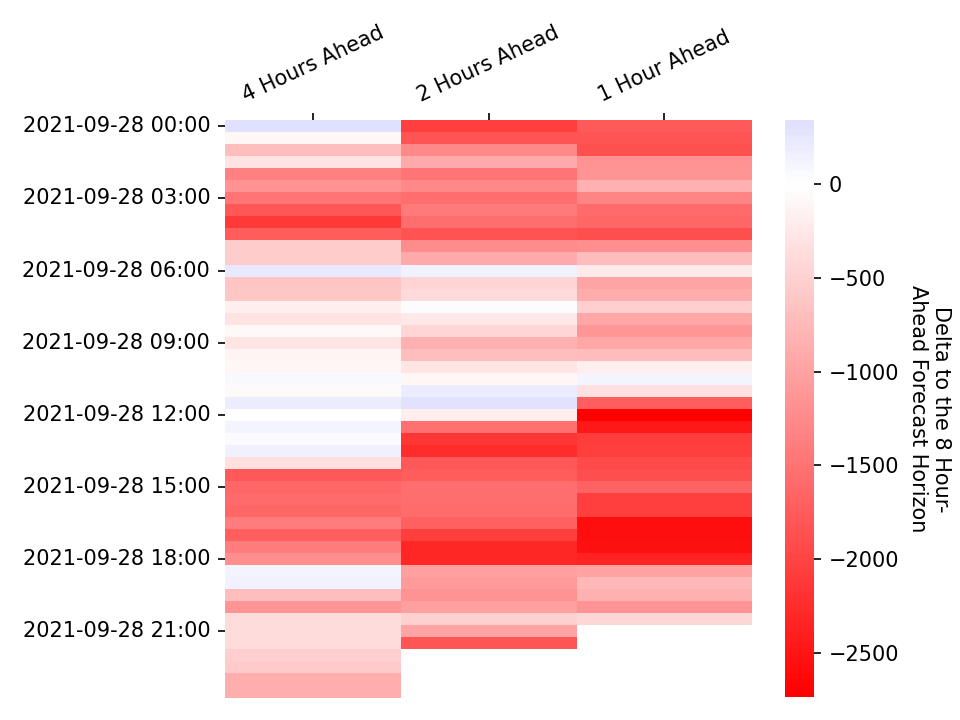 4 Hours Ahead
2 Hours Ahead
1 Hour Ahead
2021-09-28 00:00
2021-09-28 03:00
2021-09-28 06:00
2021-09-28 09:00
2021-09-28 12:00
2021-09-28 15:00
2021-09-28 18:00
2021-09-28 21:00
0
−500
−1000
−1500
−2000
−2500
Delta to the 8 Hour-
Ahead Forecast Horizon